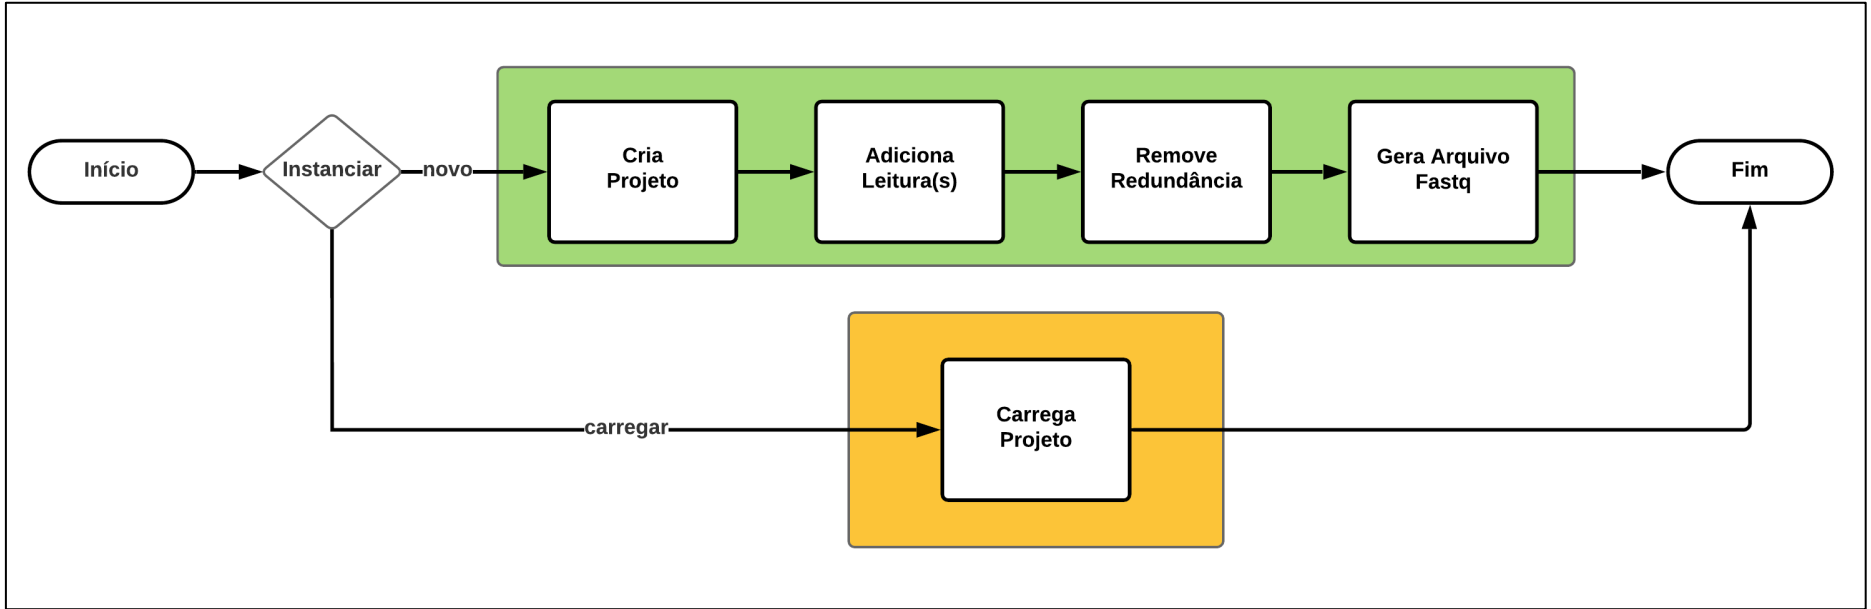 Início
Instanciar
novo
Cria
Projeto
Adiciona
Leitura(s)
Remove
Redundância
Gera Arquivo
Fastq
Fim
carregar
Carrega
Projeto